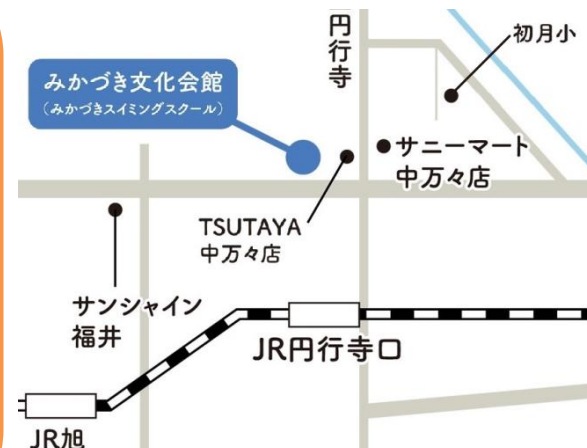 円行寺
初月小
みかづき文化会館
(みかづきスイミングスクール)
サニーマート
中万々店
TSUTAYA
中万々店
サンシャイン
福井
JR円行寺口
JR旭